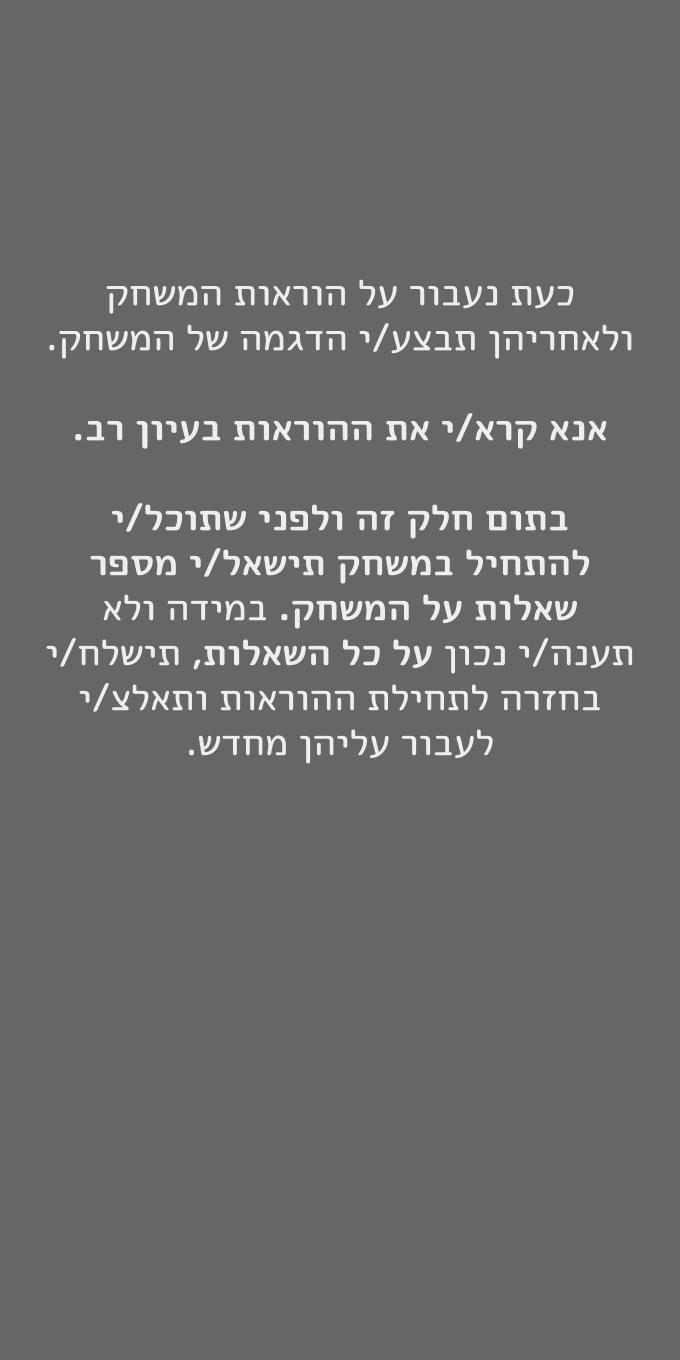 כעת נעבור על הוראות המשחק
ולאחריהן תבצע/י הדגמה של המשחק.
אנא קרא/י את ההוראות בעיון רב.
בתום חלק זה ולפני שתוכל/י
להתחיל במשחק תישאל/י מספר
שאלות על המשחק. במידה ולא
תענה/י נכון על כל השאלות, תישלח/י
בחזרה לתחילת ההוראות ותאלצ/י
לעבור עליהן מחדש.